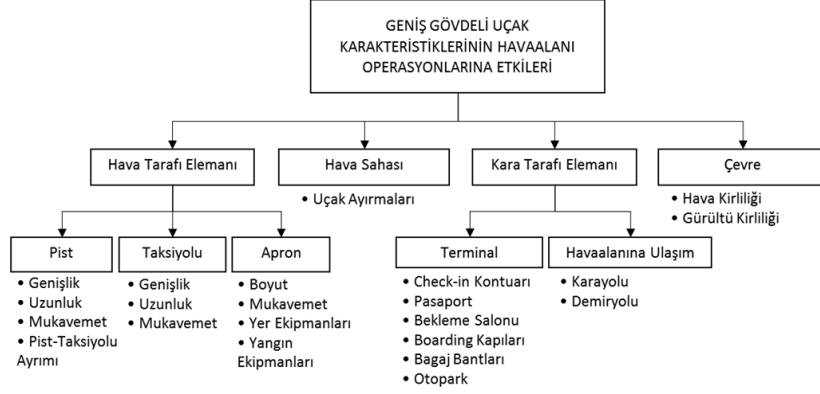 GENİŞ GÖVDELİ UÇAK
KARAKTERİSTİKLERİNİN HAVAALANI
OPERASYONLARINA ETKİLERİ
Hava Tarafı Elemanı
Hava Sahası
• Uçak Ayırmaları
Kara Tarafı Elemanı
Çevre
• Hava Kirliliği
• Gürültü Kirliliği
Pist
• Genişlik
• Uzunluk
• Mukavemet
• Pist-Taksiyolu
Ayrımı
Taksiyolu
• Genişlik
• Uzunluk
• Mukavemet
Apron
• Boyut
• Mukavemet
• Yer Ekipmanları
• Yangın
Ekipmanları
Terminal
• Check-in Kontuarı
• Pasaport
• Bekleme Salonu
• Boarding Kapıları
• Bagaj Bantları
• Otopark
Havaalanına Ulaşım
• Karayolu
• Demiryolu